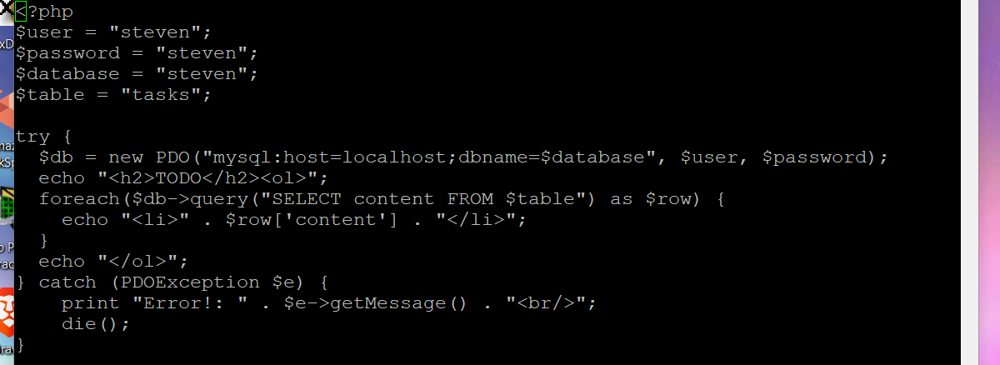 <?php
$user = "steven";
$password = "steven";
$database = "steven";
$table = "tasks";

try {
  $db = new PDO("mysql:host=localhost;dbname=$database", $user, $password);
  echo "<h2>TODO</h2><ol>";
  foreach($db->query("SELECT content FROM $table") as $row) {
    echo "<li>" . $row['content'] . "</li>";
  }
  echo "</ol>";
} catch (PDOException $e) {
    print "Error!: " . $e->getMessage() . "<br/>";
    die();
}